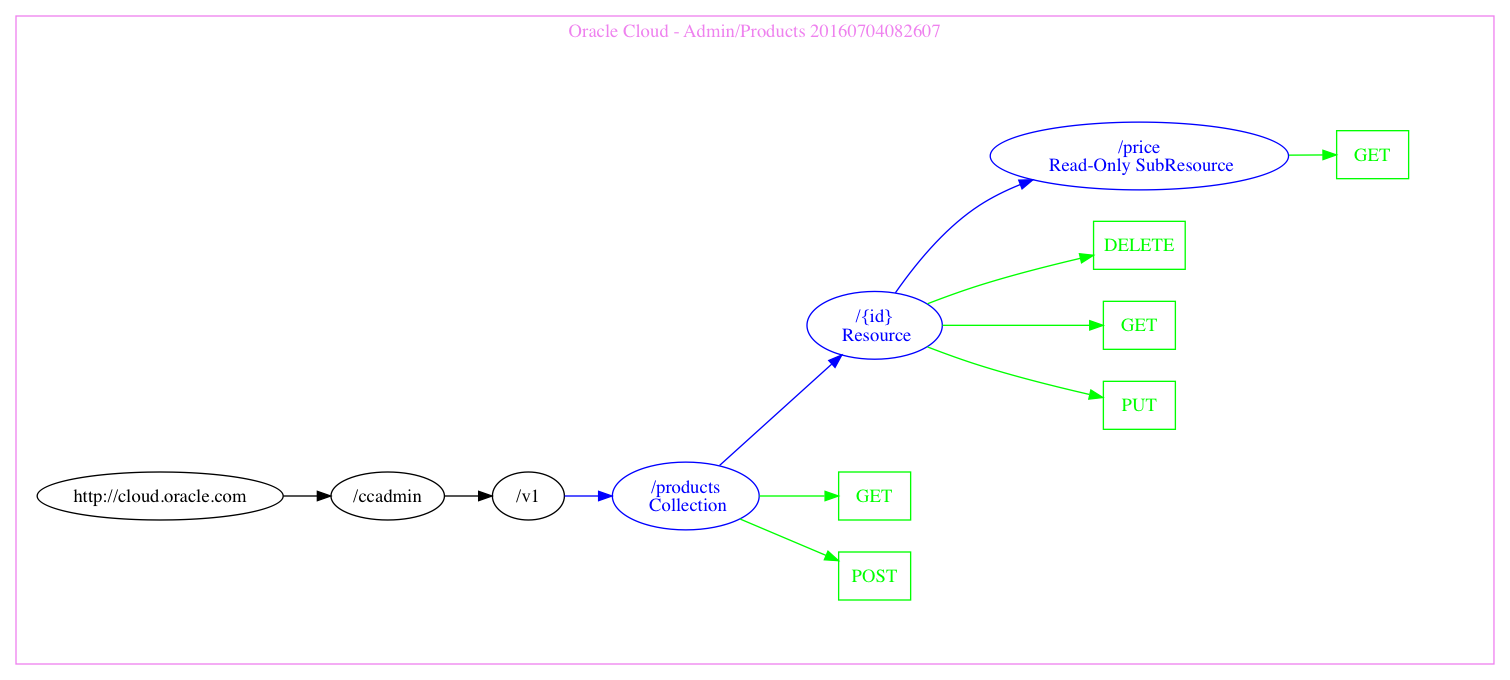 Oracle Cloud - Admin/Products 20160704082607
/price
Read-Only SubResource
GET
DELETE
/{id}
Resource
GET
PUT
http://cloud.oracle.com
/ccadmin
/v1
/products
Collection
GET
POST